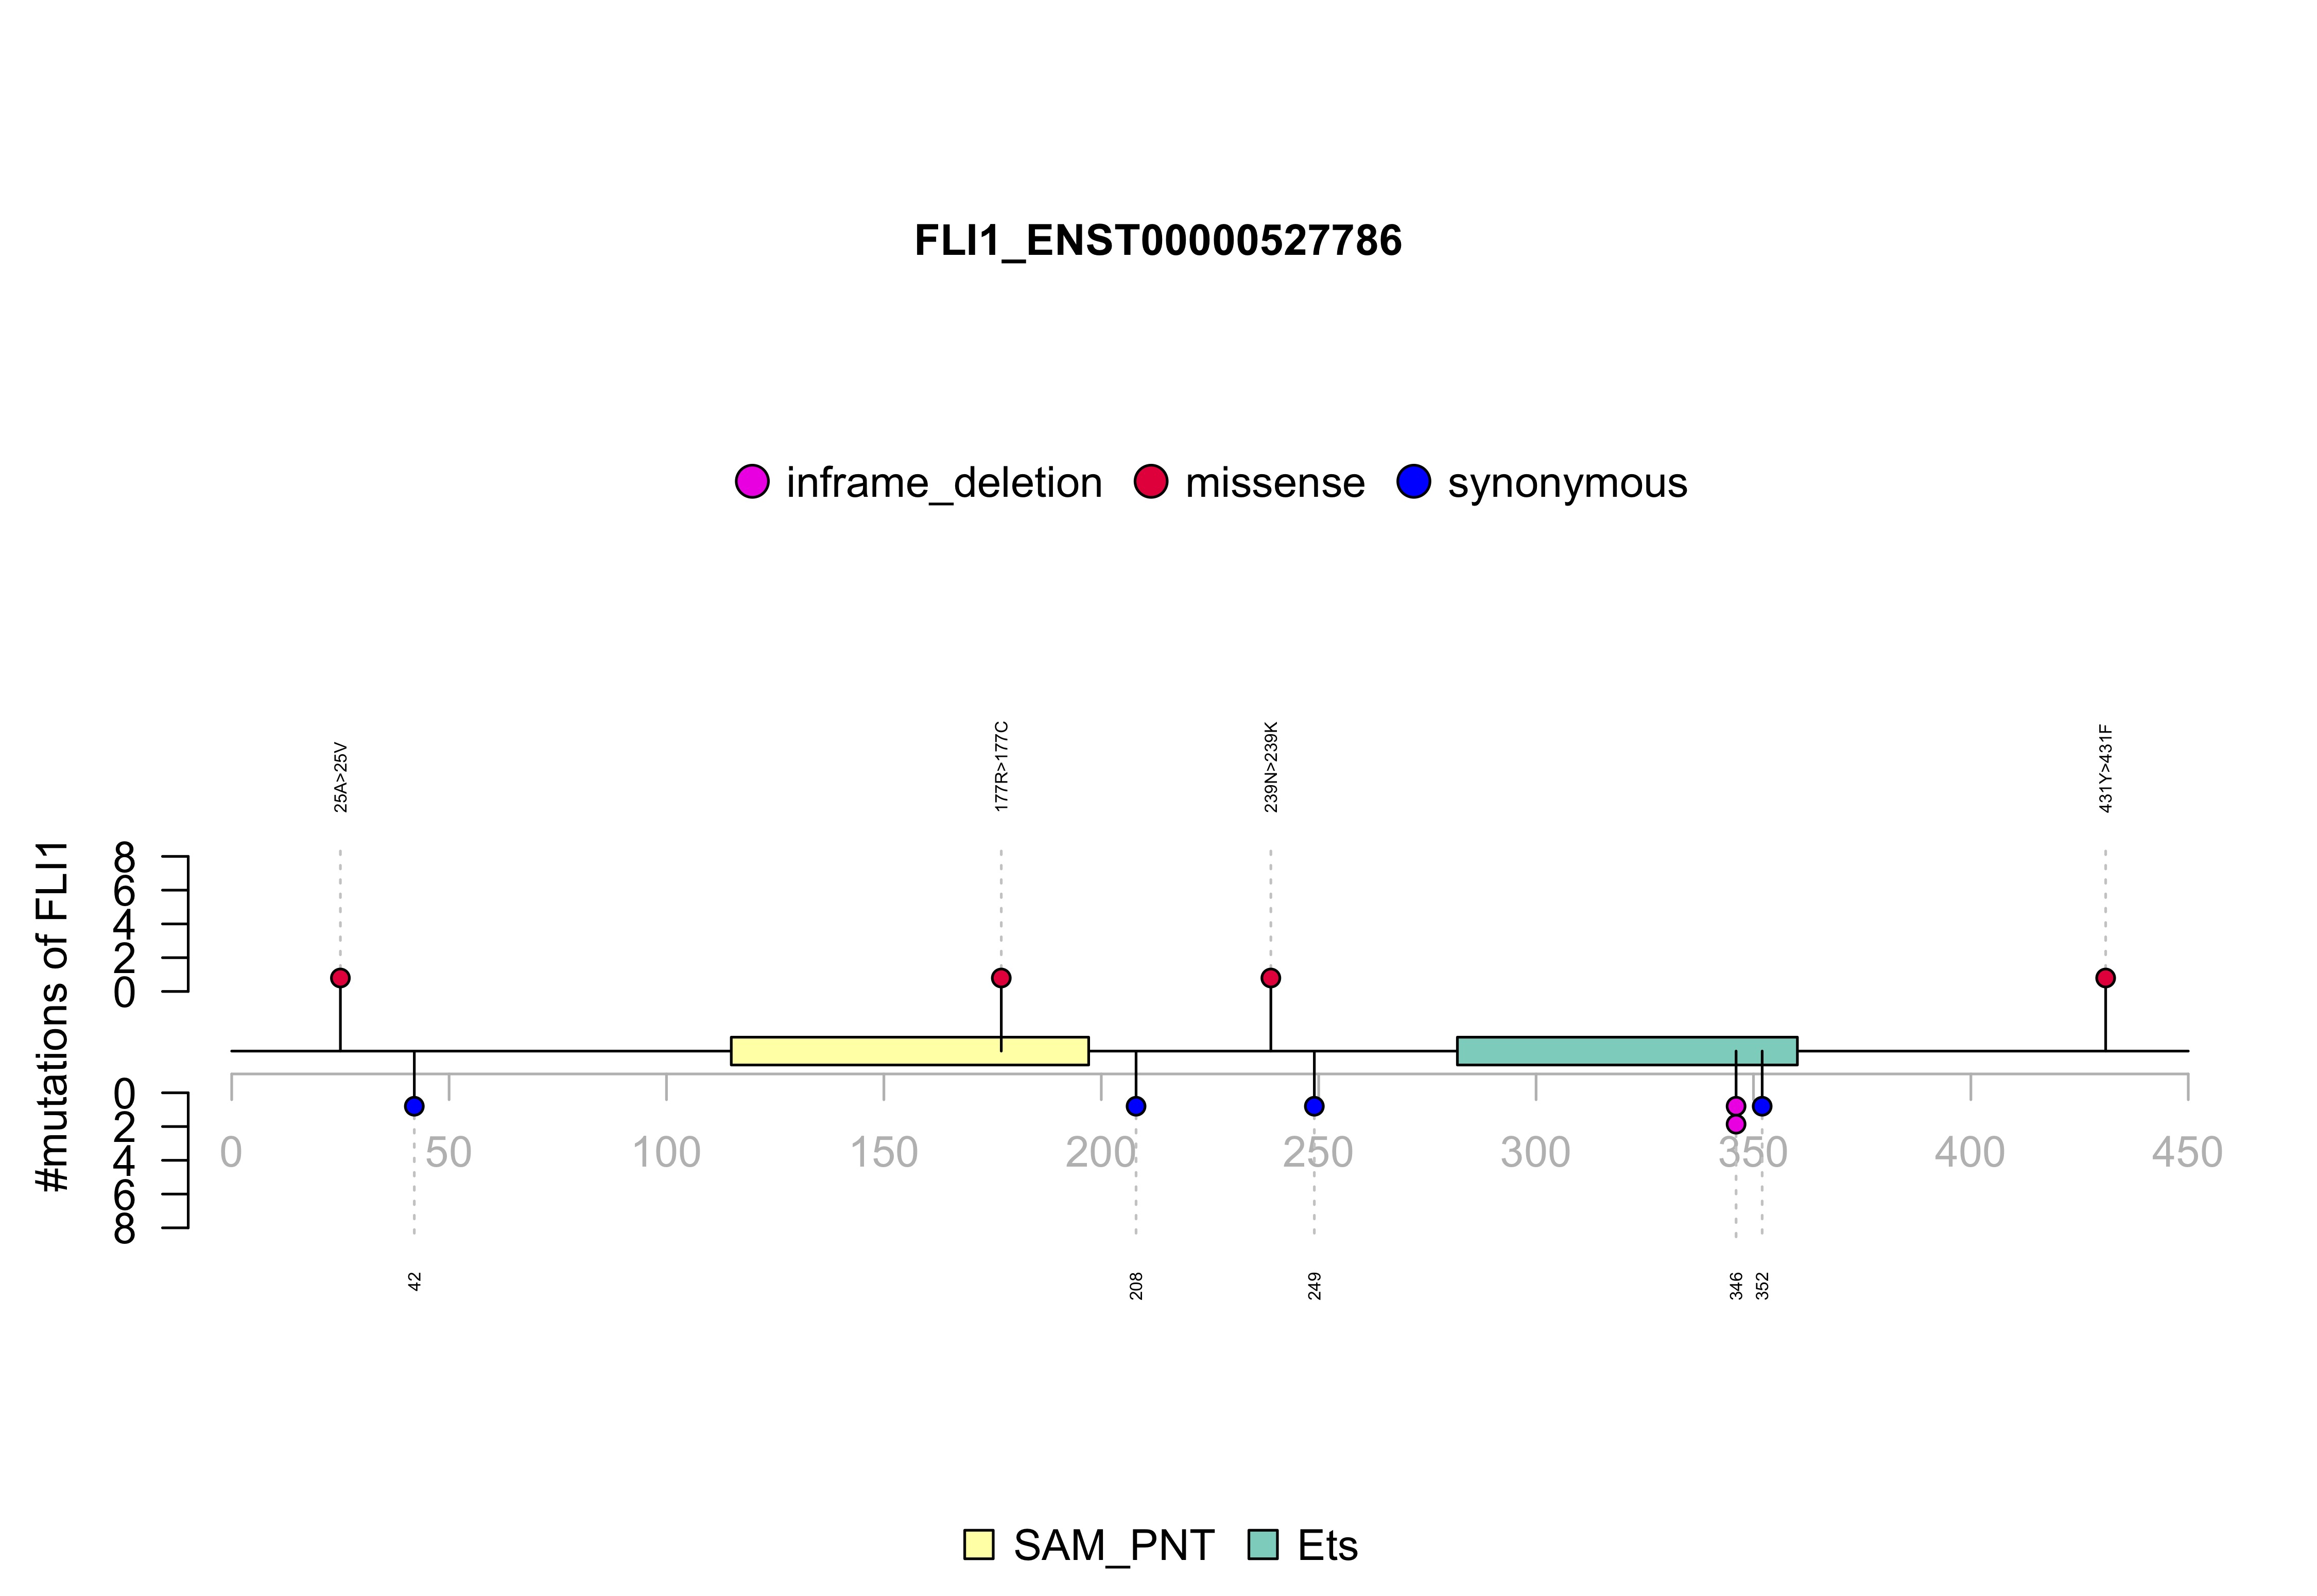 FLI1_ENST00000527786
inframe_deletion missense synonymous
25A>25V 177R>177C 239N>239K 431Y>431F
#mutations of FLI1
8
6
4
2
0
0
2
4
6
8
0 50 100 150 200 250 300 350 400 450
42 208 249 346 352
SAM_PNT Ets